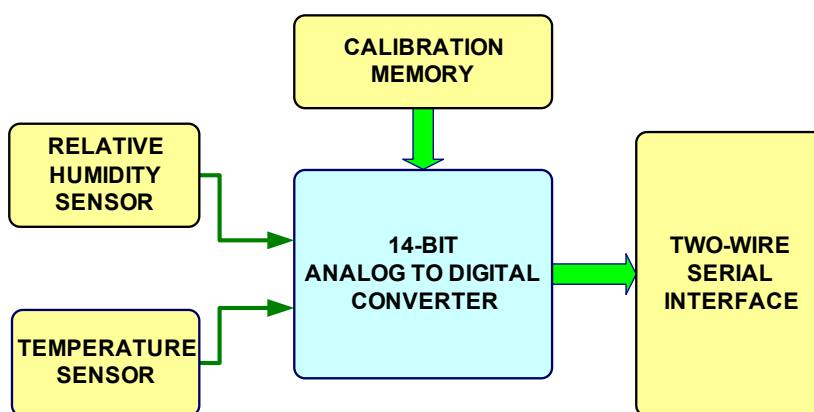 CALIBRATION
MEMORY
RELATIVE
HUMIDITY
SENSOR
14-BIT
ANALOG TO DIGITAL
CONVERTER
TWO-WIRE
SERIAL
INTERFACE
TEMPERATURE
SENSOR